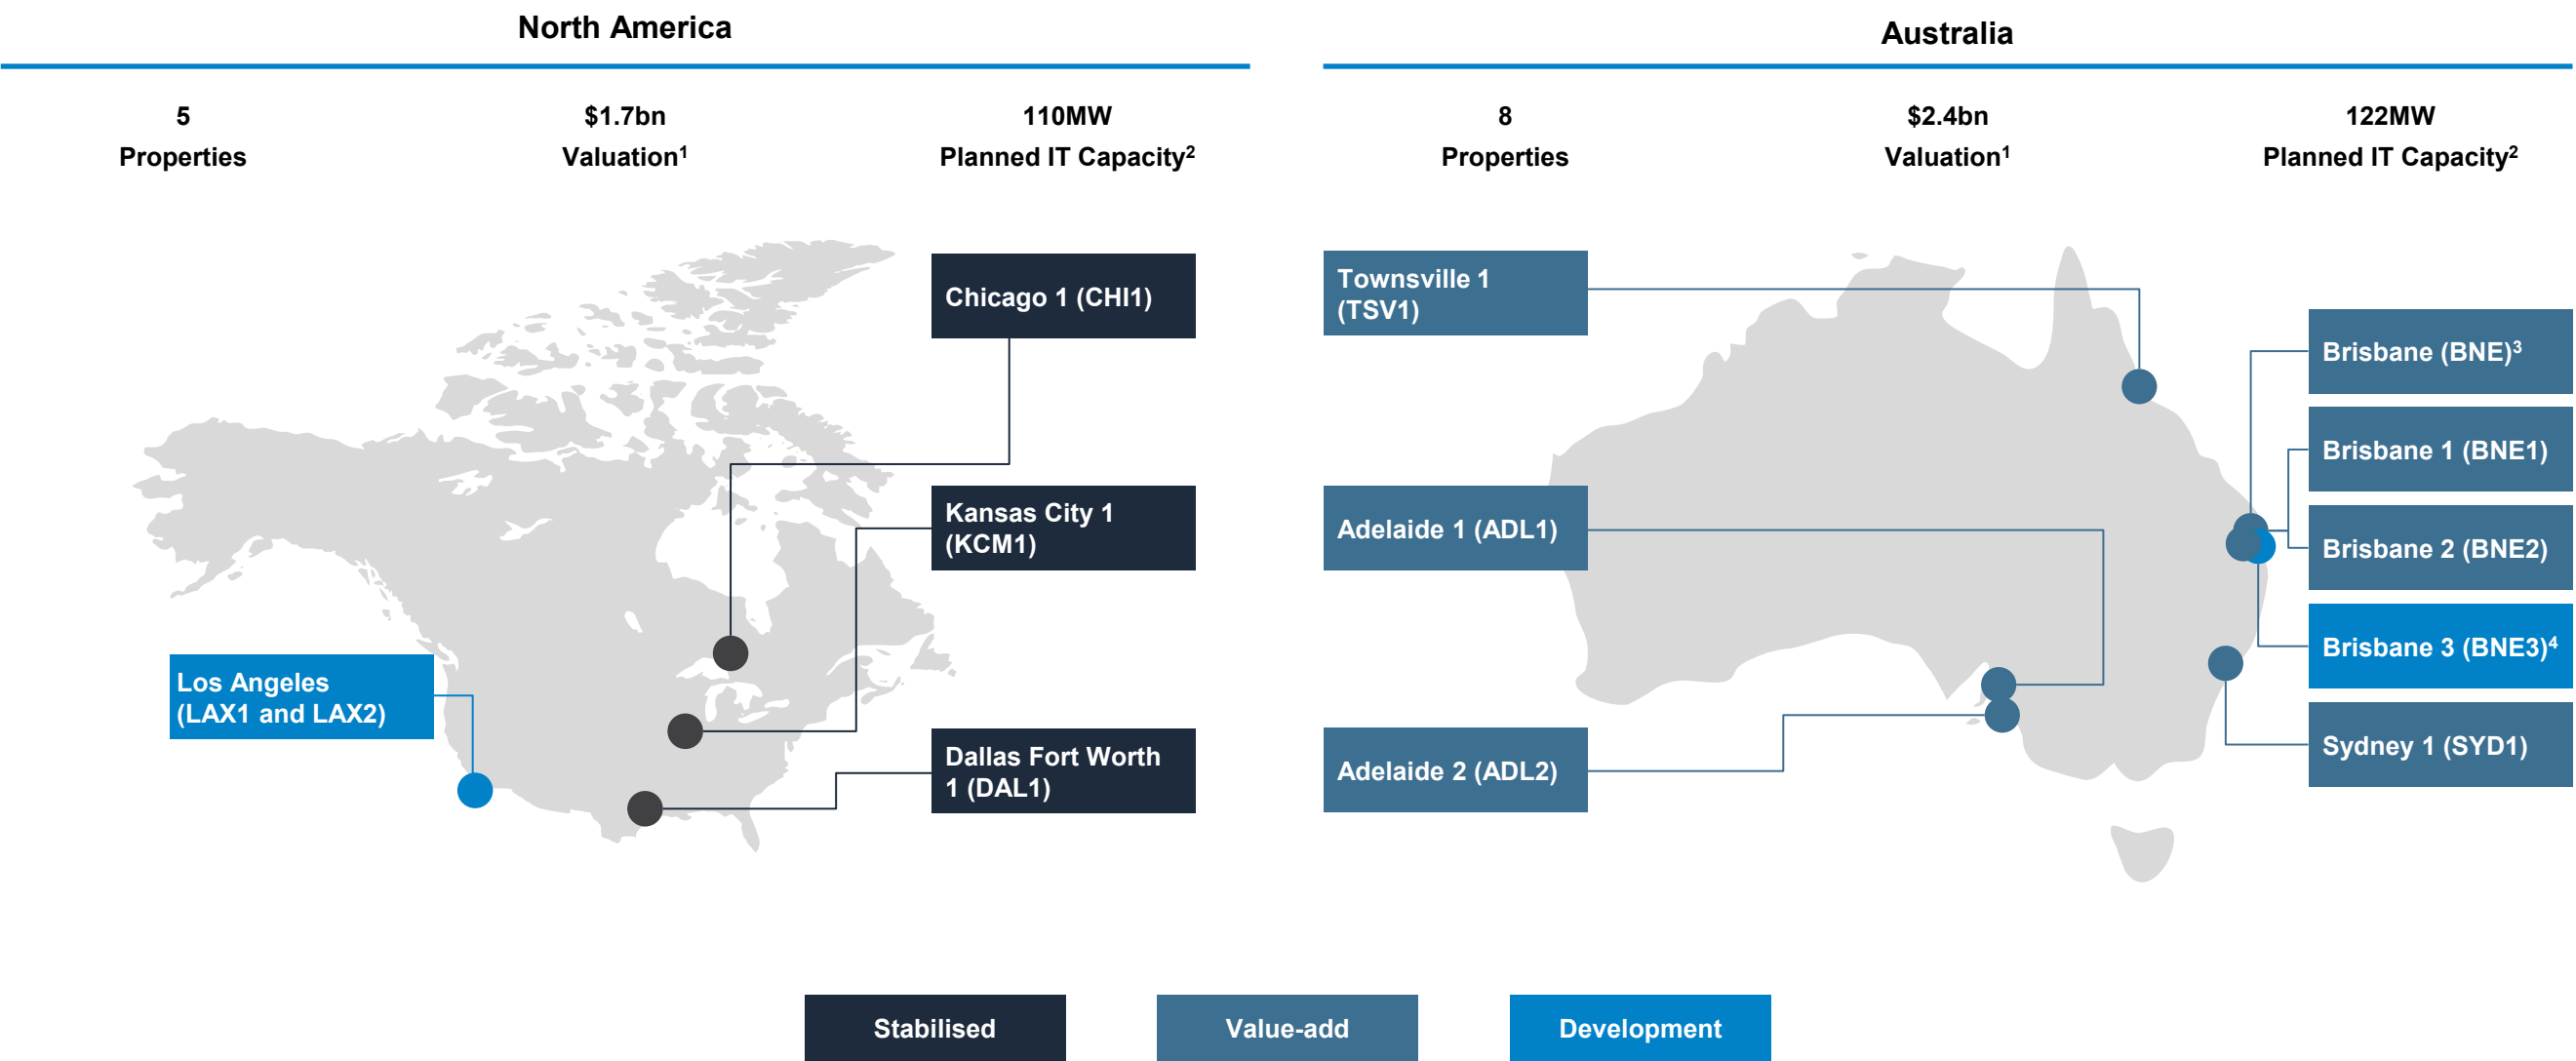 North America
5
Properties
$1.7bn
Valuation¹
110MW
Planned IT Capacity²
Chicago 1 (CHI1)
Kansas City 1
(KCM1)
Los Angeles
(LAX1 and LAX2)
Dallas Fort Worth
1 (DAL1)
Australia
8
Properties
$2.4bn
Valuation¹
122MW
Planned IT Capacity²
Townsville 1
(TSV1)
Adelaide 1 (ADL1)
Adelaide 2 (ADL2)
Brisbane (BNE)³
Brisbane 1 (BNE1)
Brisbane 2 (BNE2)
Brisbane 3 (BNE3)⁴
Sydney 1 (SYD1)
Stabilised
Value-add
Development